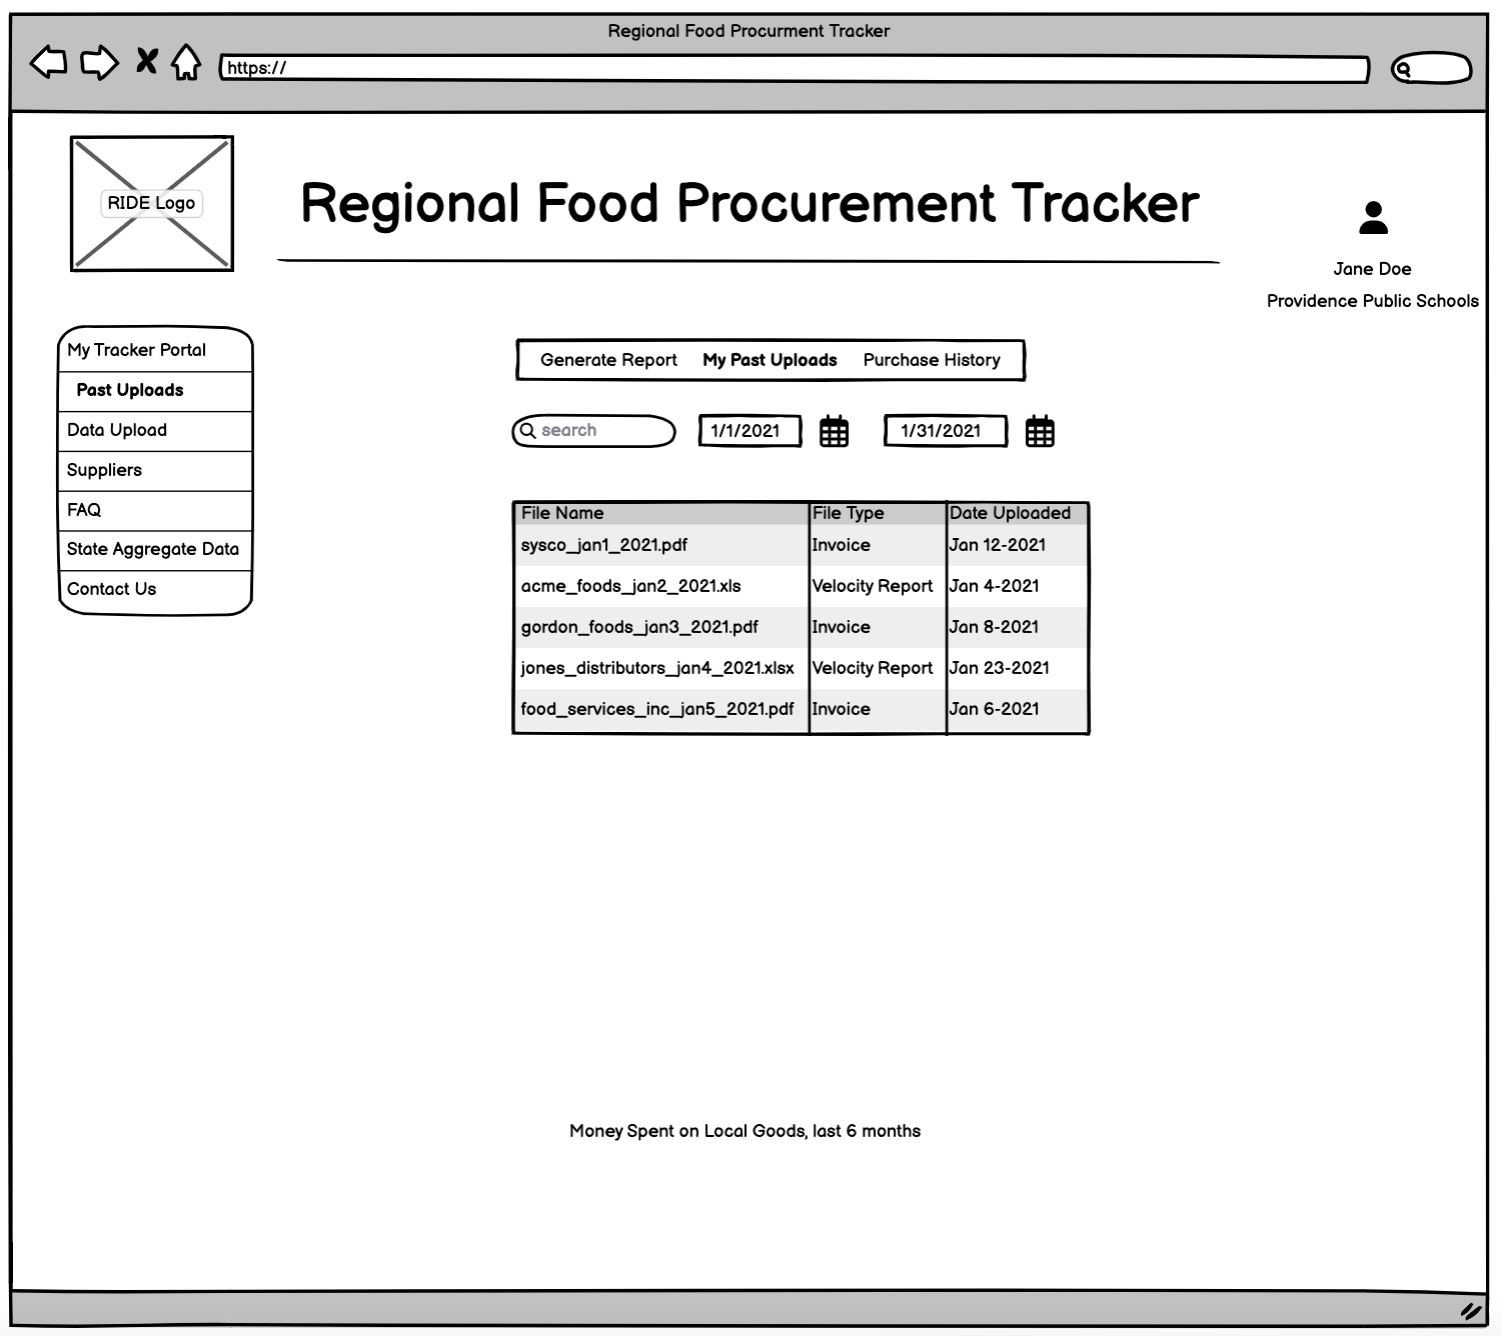 Regional Food Procurment Tracker
https://
RIDE Logo
Regional Food Procurement Tracker
Jane Doe
Providence Public Schools
My Tracker Portal
Past Uploads
Data Upload
Suppliers
FAQ
State Aggregate Data
Contact Us
Generate Report My Past Uploads Purchase History
search 1/1/2021 1/31/2021
File Name File Type Date Uploaded
sysco_jan1_2021.pdf Invoice Jan 12-2021
acme_foods_jan2_2021.xls Velocity Report Jan 4-2021
gordon_foods_jan3_2021.pdf Invoice Jan 8-2021
jones_distributors_jan4_2021.xlsx Velocity Report Jan 23-2021
food_services_inc_jan5_2021.pdf Invoice Jan 6-2021
Money Spent on Local Goods, last 6 months